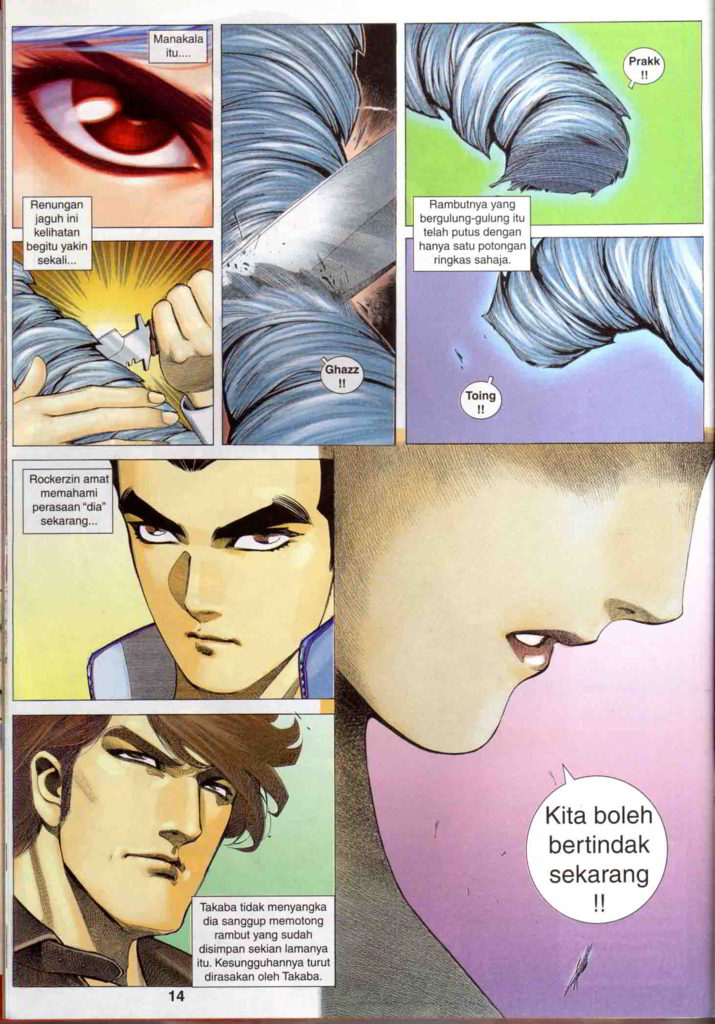 Manakala
itu....
Renungan
jaguh ini
kelihatan
begitu yakin
sekali...
Ghazz
!!
Prakk
!!
Rambutnya yang
bergulung-gulung itu
telah putus dengan
hanya satu potongan
ringkas sahaja.
Toing
!!
Rockerzin amat
memahami
perasaan "dia"
sekarang...
Kita boleh
bertindak
sekarang
!!
Takaba tidak menyangka
dia sanggup memotong
rambut yang sudah
disimpan sekian lamanya
itu. Kesungguhannya turut
dirasakan oleh Takaba.
14